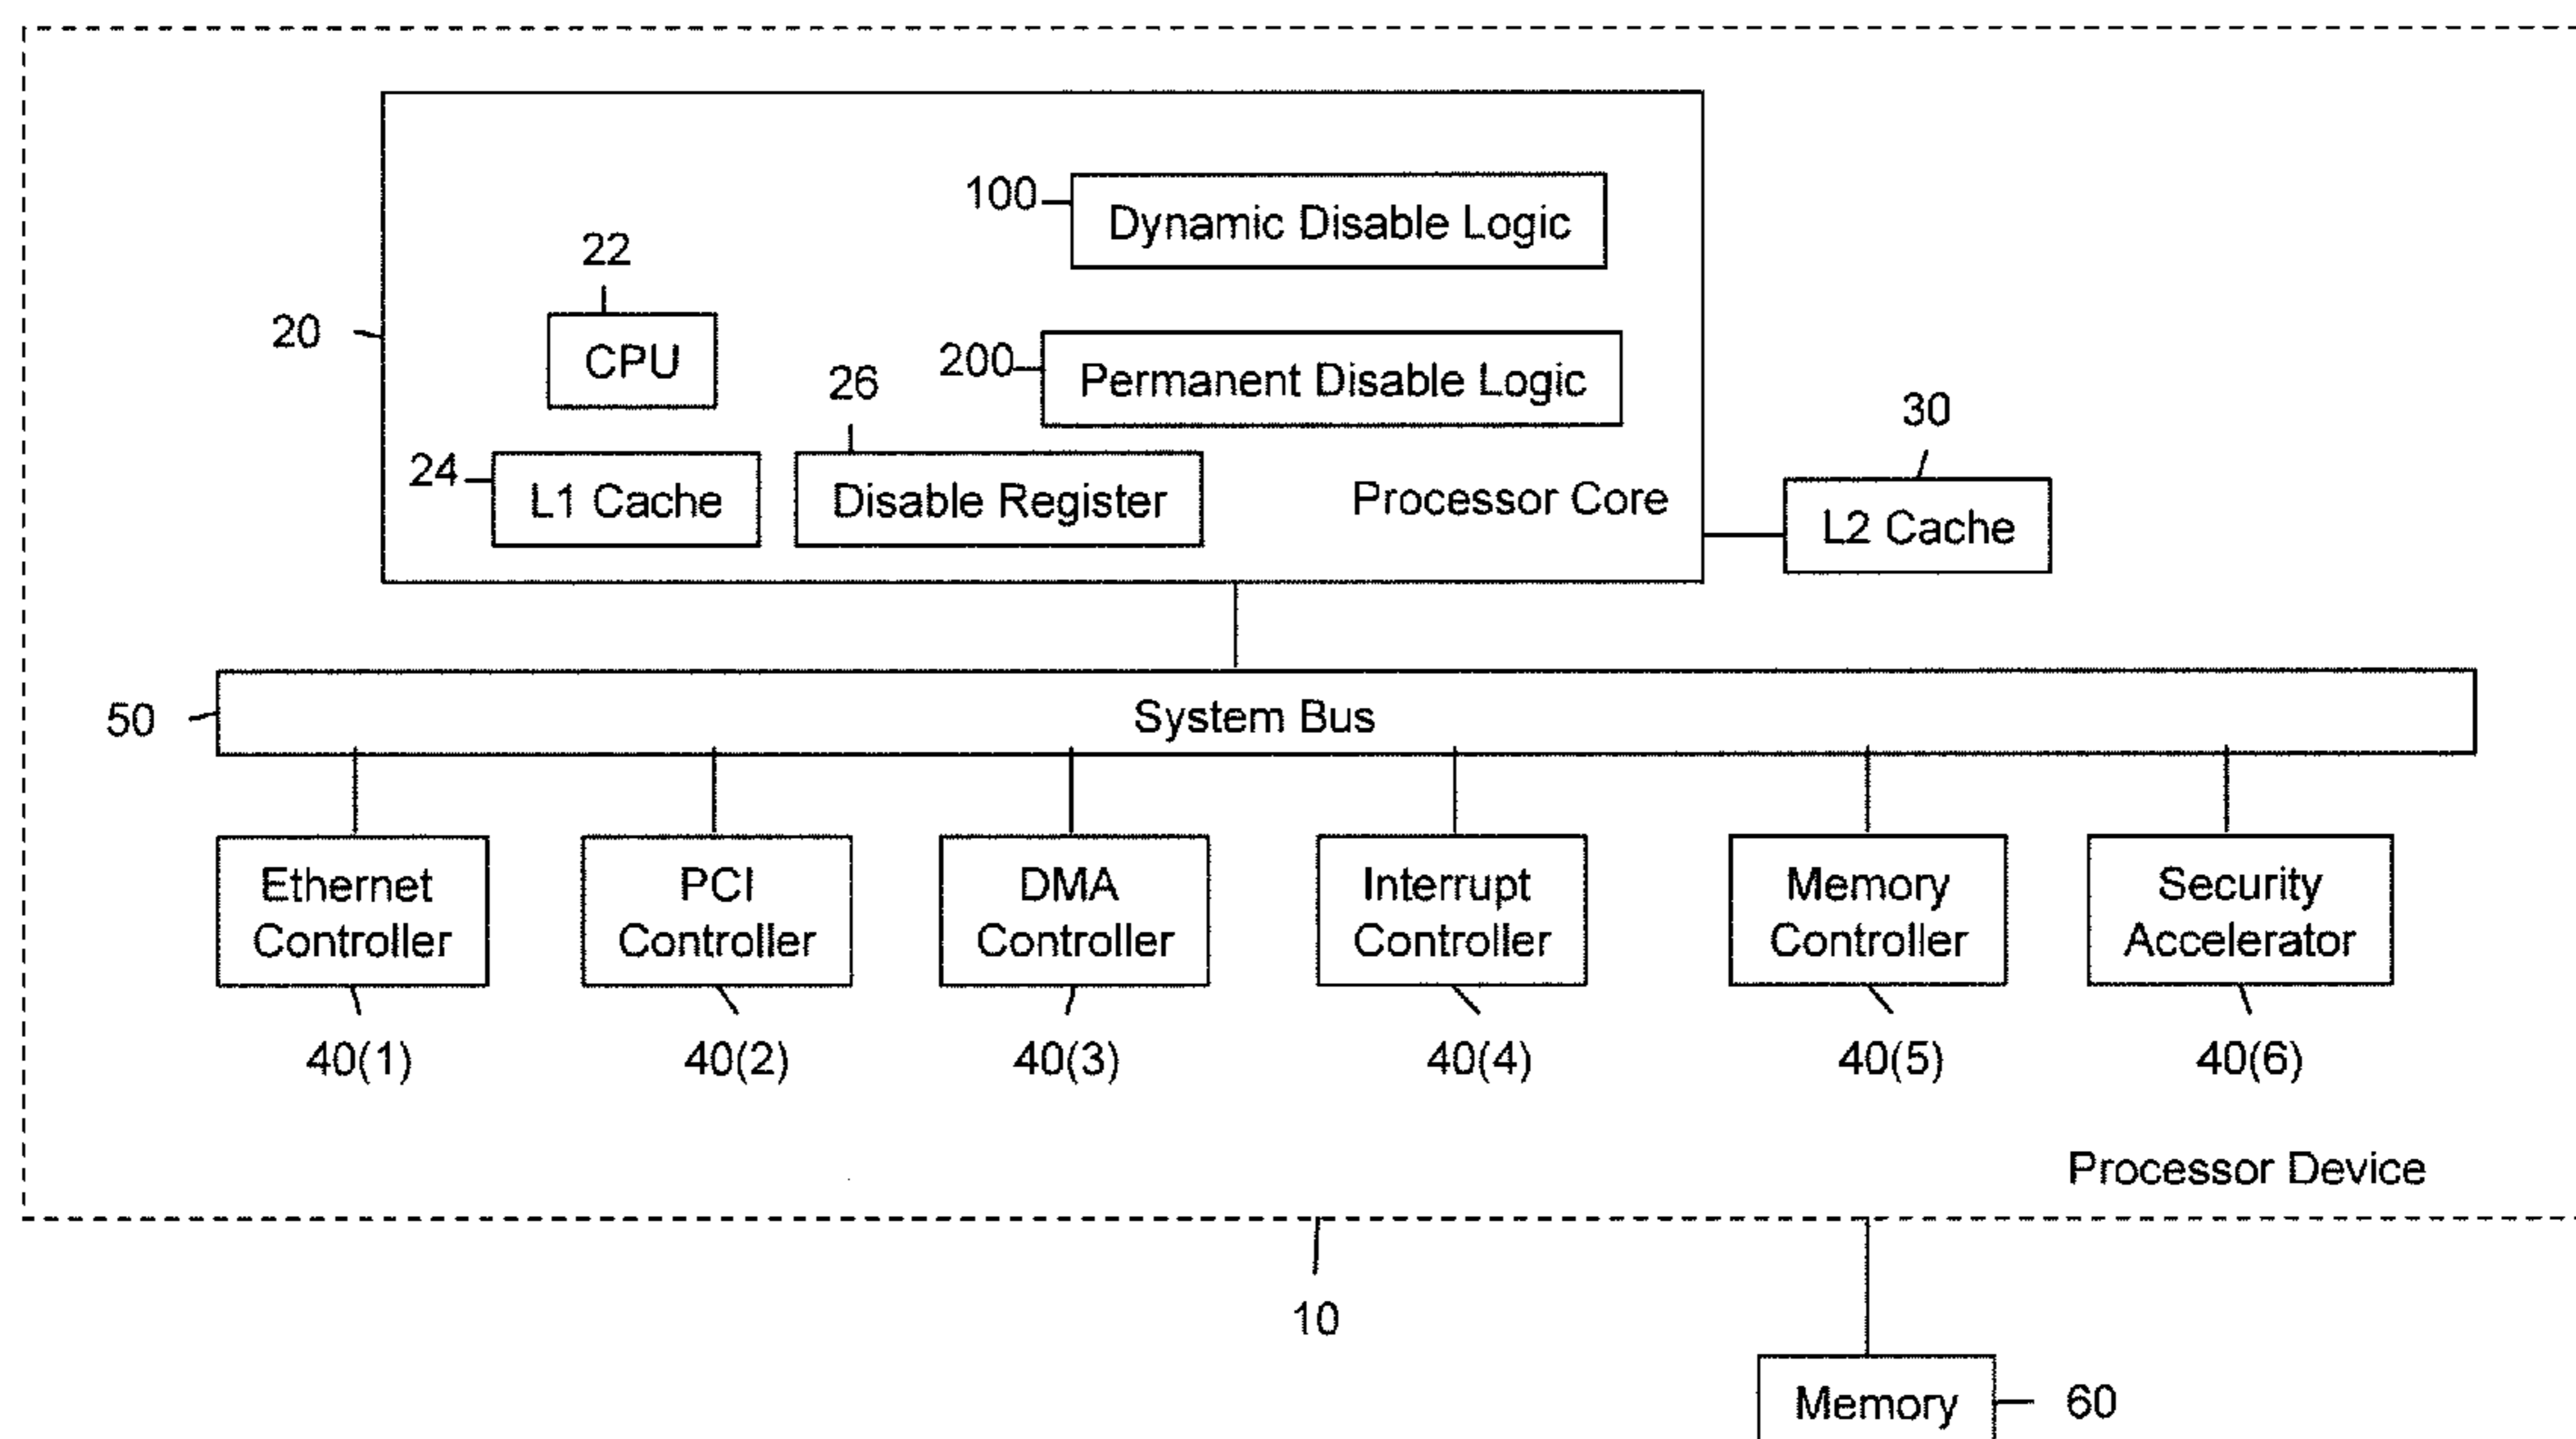 100
Dynamic Disable Logic
22
20
CPU
200
Permanent Disable Logic
26
30
24
L1 Cache
Disable Register
Processor Core
L2 Cache
50
System Bus
Ethernet
Controller
PCI
Controller
DMA
Controller
Interrupt
Controller
Memory
Controller
Security
Accelerator
40(1)
40(2)
40(3)
40(4)
40(5)
40(6)
Processor Device
10
Memory
60